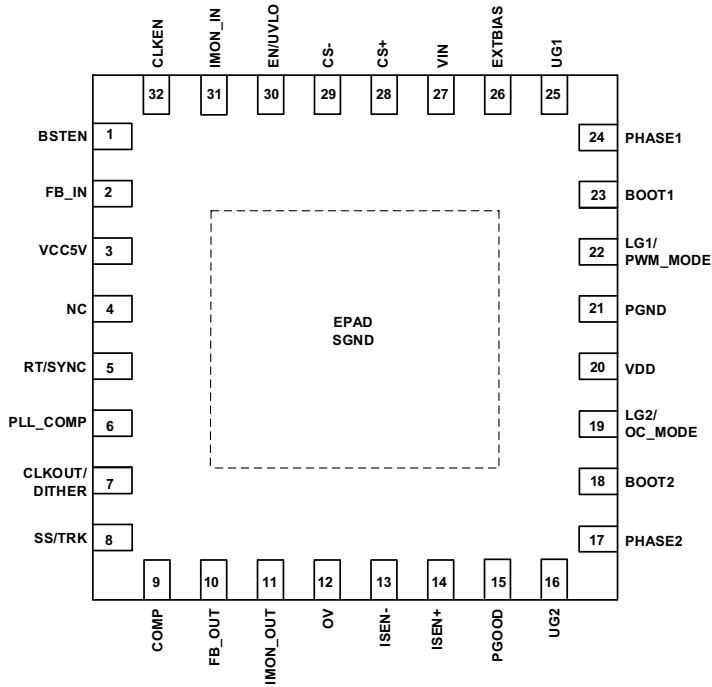 CLKEN
IMON_IN
EN/UVLO
CS-
CS+
VIN
EXTBIAS
UG1
32
31
30
29
28
27
26
25
BSTEN
1
24
PHASE1
FB_IN
2
23
BOOT1
VCC5V
3
22
LG1/
PWM_MODE
NC
4
21
PGND
EPAD
SGND
RT/SYNC
5
20
VDD
PLL_COMP
6
19
LG2/
OC_MODE
CLKOUT/
DITHER
7
18
BOOT2
SS/TRK
8
17
PHASE2
9
10
11
12
13
14
15
16
COMP
FB_OUT
IMON_OUT
OV
ISEN-
ISEN+
PGOOD
UG2